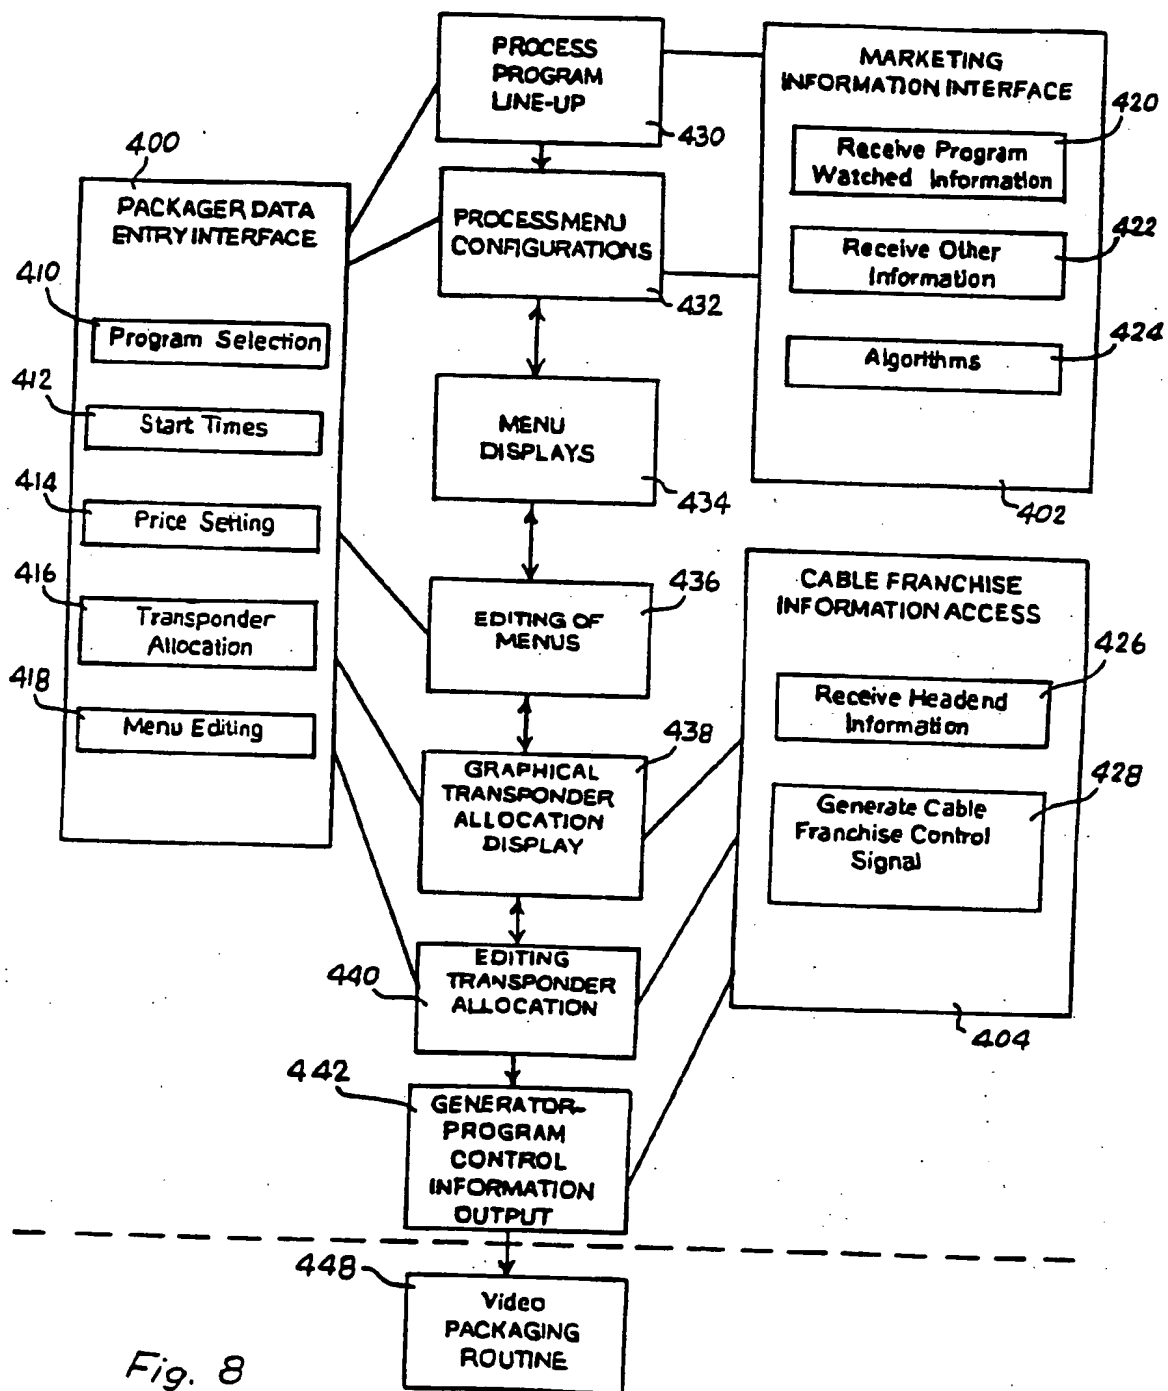 PROCESS
PROGRAM
LINE-UP
430
400
PACKAGER DATA
ENTRY INTERFACE
410
Program Selection
412
Start Times
414
Price Setting
416
Transponder
Allocation
418
Menu Editing
PROCESS MENU
CONFIGURATIONS
432
MENU
DISPLAYS
434
EDITING OF
MENUS
436
GRAPHICAL
TRANSPONDER
ALLOCATION
DISPLAY
438
EDITING
TRANSPONDER
ALLOCATION
440
GENERATOR-
PROGRAM
CONTROL
INFORMATION
OUTPUT
442
MARKETING
INFORMATION INTERFACE
420
Receive Program
Watched Information
422
Receive Other
Information
424
Algorithms
402
CABLE FRANCHISE
INFORMATION ACCESS
426
Receive Headend
Information
428
Generate Cable
Franchise Control
Signal
404
448
Video
PACKAGING
ROUTINE
Fig. 8